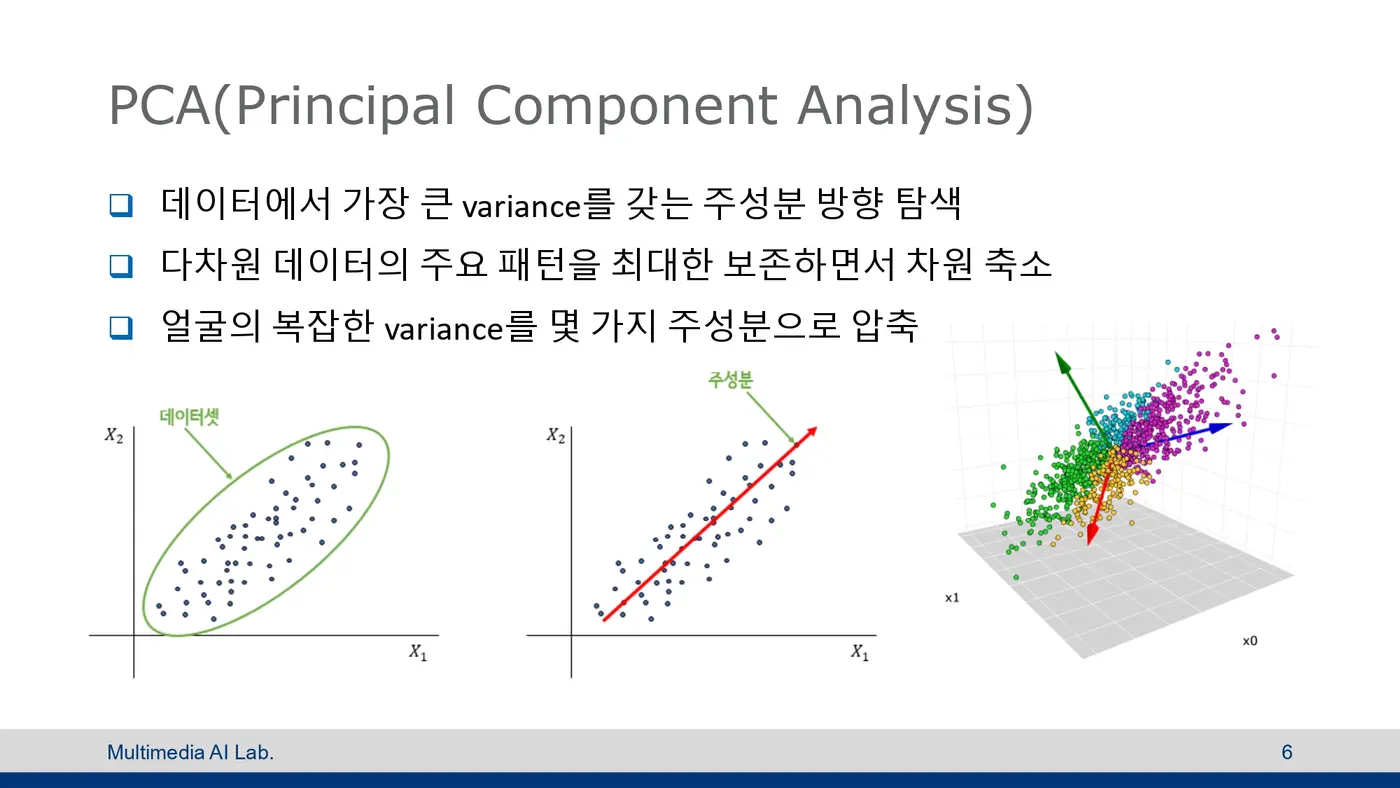 PCA(Principal Component Analysis)
데이터에서 가장 큰 variance를 갖는 주성분 방향 탐색
다차원 데이터의 주요 패턴을 최대한 보존하면서 차원 축소
얼굴의 복잡한 variance를 몇 가지 주성분으로 압축
데이터셋
X₂
X₁
주성분
X₂
X₁
x1
x0
Multimedia AI Lab.
6